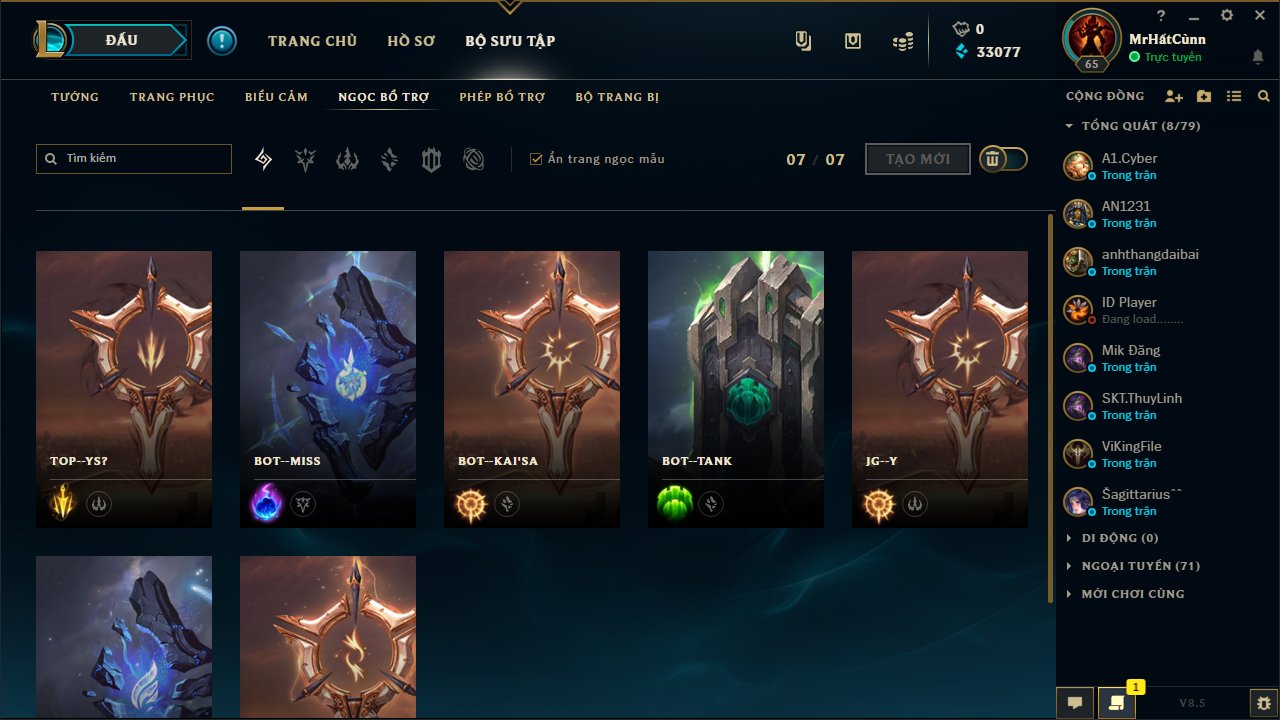 ĐẤU
TRANG CHỦ
HỒ SƠ
BỘ SƯU TẬP
0
33077
MrHấtCùnn
Trực tuyến
65
TƯỚNG
TRANG PHỤC
BIỂU CẢM
NGỌC BỔ TRỢ
PHÉP BỔ TRỢ
BỘ TRANG BỊ
Tìm kiếm
Ẩn trang ngọc mẫu
07 / 07
TẠO MỚI
TOP--YS?
BOT--MISS
BOT--KAI'SA
BOT--TANK
JG--Y
CỘNG ĐỒNG
TỔNG QUÁT (8/79)
A1.Cyber
Trong trận
AN1231
Trong trận
anhthangdaibai
Trong trận
ID Player
Đang load........
Mik Đăng
Trong trận
SKT.ThuyLinh
Trong trận
ViKingFile
Trong trận
Šagittariusˆˆ
Trong trận
DI ĐỘNG (0)
NGOẠI TUYẾN (71)
MỚI CHƠI CÙNG
1
V8.5